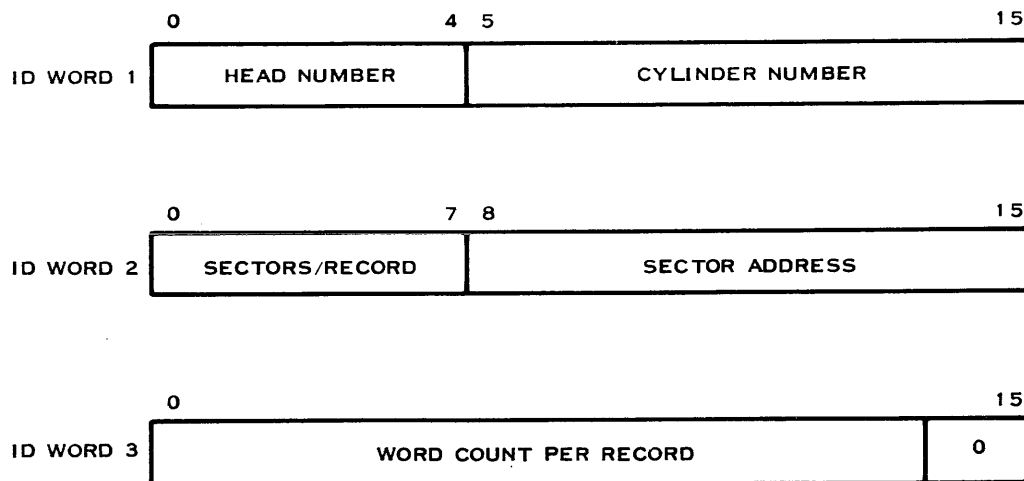 0 4 5 15
ID WORD 1 HEAD NUMBER CYLINDER NUMBER
0 7 8 15
ID WORD 2 SECTORS/RECORD SECTOR ADDRESS
0 15
ID WORD 3 WORD COUNT PER RECORD 0